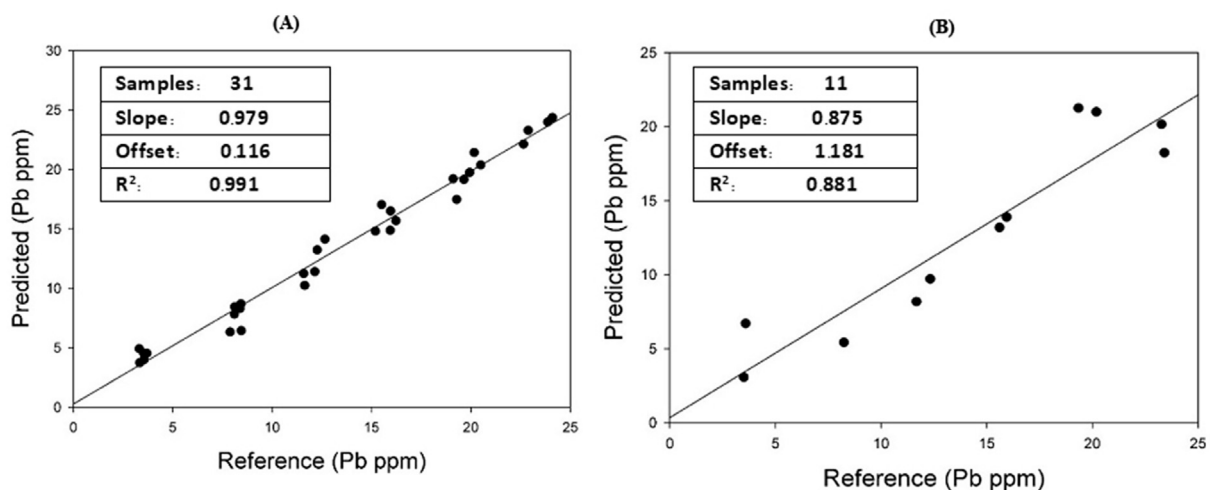 (A)
30
25
20
15
10
5
0
Predicted (Pb ppm)
Samples: 31
Slope: 0.979
Offset: 0.116
R²: 0.991
0 5 10 15 20 25
Reference (Pb ppm)
(B)
25
20
15
10
5
0
Predicted (Pb ppm)
Samples: 11
Slope: 0.875
Offset: 1.181
R²: 0.881
0 5 10 15 20 25
Reference (Pb ppm)